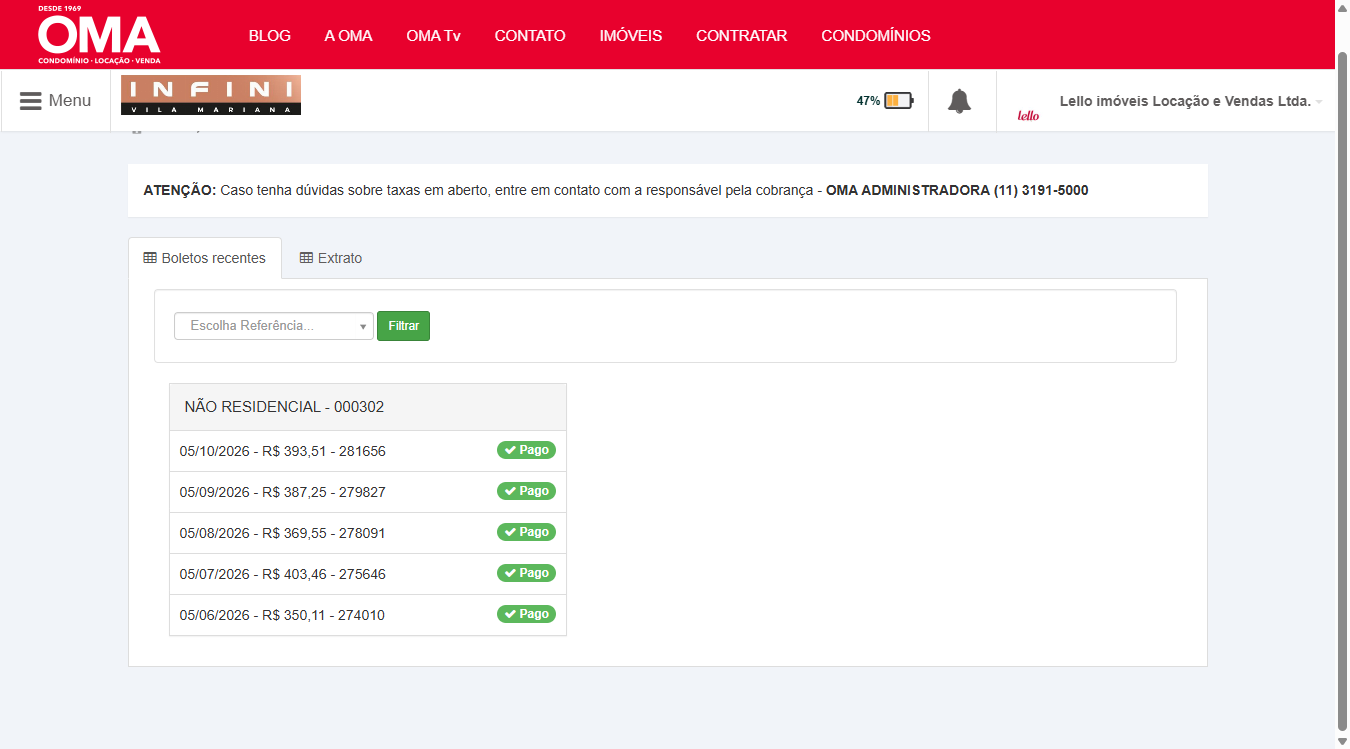 DESDE 1969
OMA
CONDOMÍNIO · LOCAÇÃO · VENDA
BLOG A OMA OMA Tv CONTATO IMÓVEIS CONTRATAR CONDOMÍNIOS
Menu
INFINI
VILA MARIANA
47%
lello
Lello imóveis Locação e Vendas Ltda.
ATENÇÃO: Caso tenha dúvidas sobre taxas em aberto, entre em contato com a responsável pela cobrança - OMA ADMINISTRADORA (11) 3191-5000
Boletos recentes Extrato
Escolha Referência... Filtrar
NÃO RESIDENCIAL - 000302
05/10/2026 - R$ 393,51 - 281656 Pago
05/09/2026 - R$ 387,25 - 279827 Pago
05/08/2026 - R$ 369,55 - 278091 Pago
05/07/2026 - R$ 403,46 - 275646 Pago
05/06/2026 - R$ 350,11 - 274010 Pago